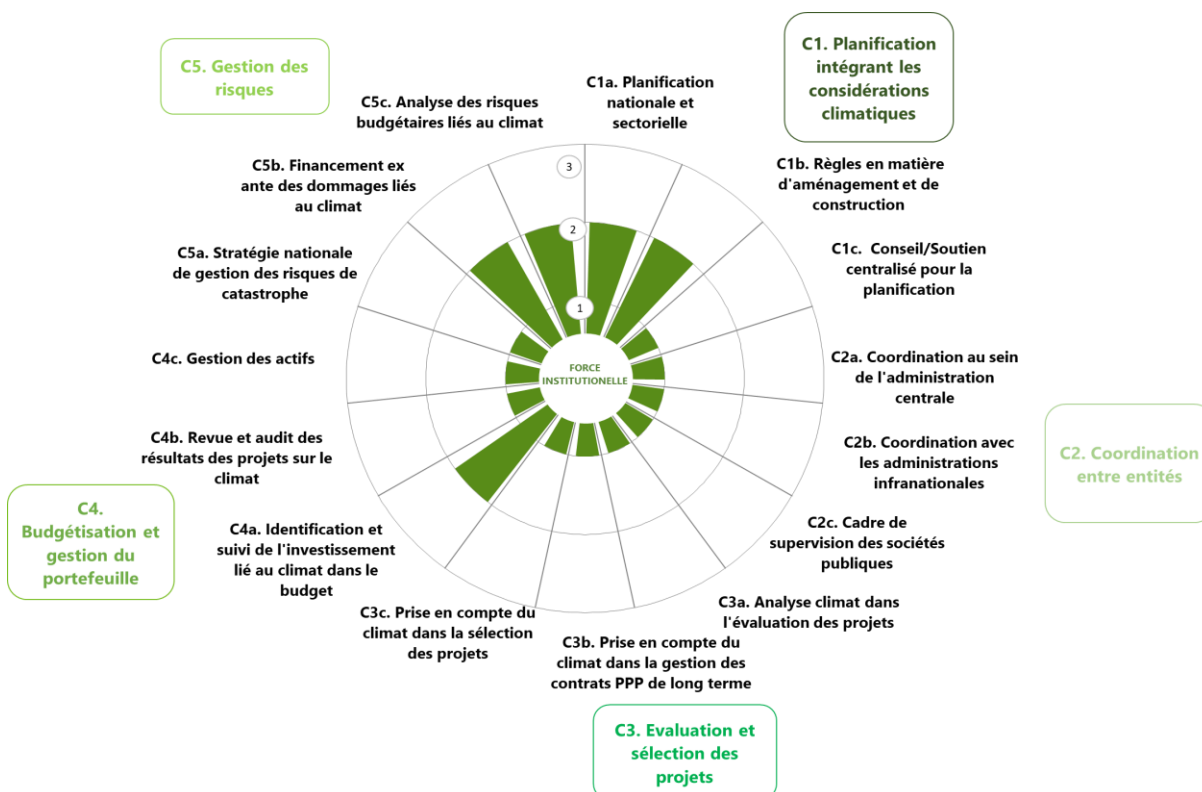 C1. Planification
intégrant les
considérations
climatiques
C1a. Planification
nationale et
sectorielle
C1b. Règles en matière
d'aménagement et de
construction
C1c.  Conseil/Soutien
centralisé pour la
planification
C2. Coordination
entre entités
C2a. Coordination au sein
de l'administration
centrale
C2b. Coordination avec
les administrations
infranationales
C2c. Cadre de
supervision des sociétés
publiques
C3a. Analyse climat dans
l'évaluation des projets
C3b. Prise en compte du
climat dans la gestion des
contrats PPP de long terme
C3. Evaluation et
sélection des
projets
C3c. Prise en compte du
climat dans la sélection
des projets
C4a. Identification et
suivi de l'investissement
lié au climat dans le
budget
C4.
Budgétisation et
gestion du
portefeuille
C4b. Revue et audit des
résultats des projets sur le
climat
C4c. Gestion des actifs
C5a. Stratégie nationale
de gestion des risques de
catastrophe
C5b. Financement ex
ante des dommages liés
au climat
C5c. Analyse des risques
budgétaires liés au climat
C5. Gestion des
risques
3
2
1
FORCE
INSTITUTIONELLE